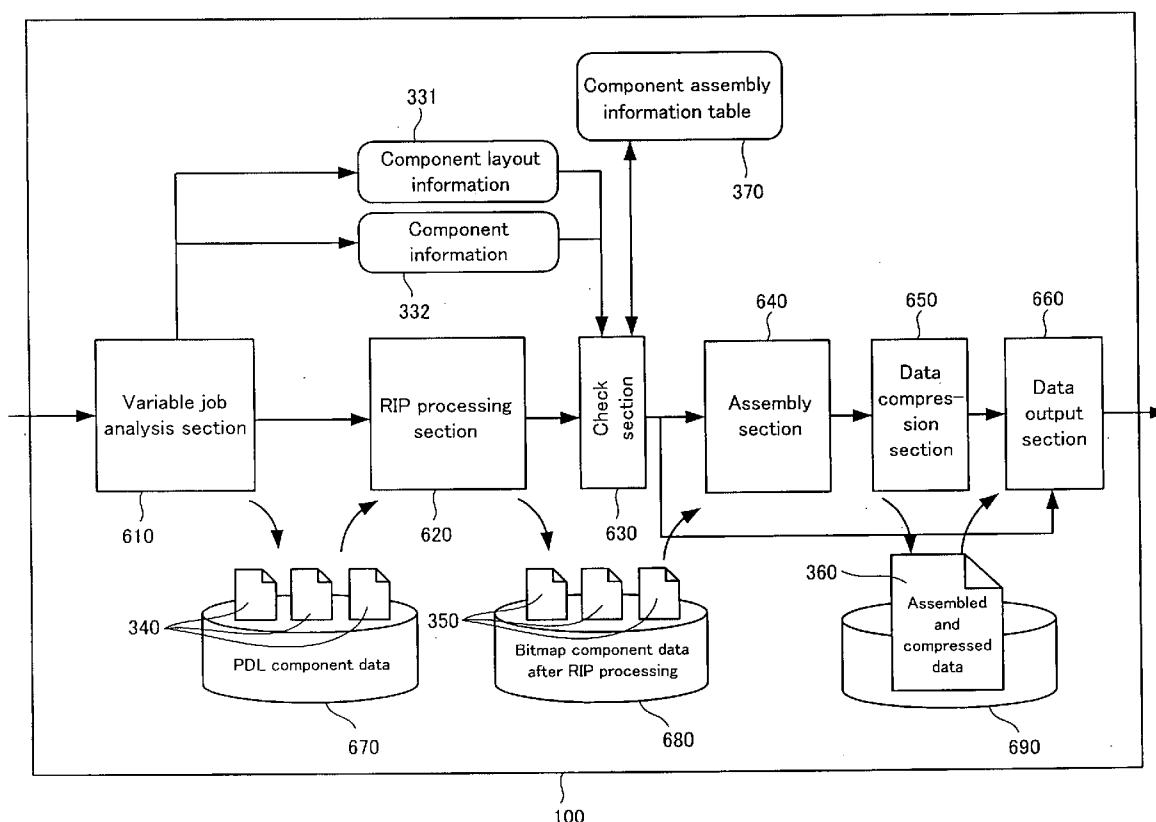 Component assembly
information table
331
Component layout
information
370
Component
information
332
640
650
660
Variable job
analysis section
RIP processing
section
Check
section
Assembly
section
Data
compres-
sion
section
Data
output
section
610
620
630
360
340
PDL component data
350
Bitmap component data
after RIP processing
Assembled
and
compressed
data
670
680
690
100